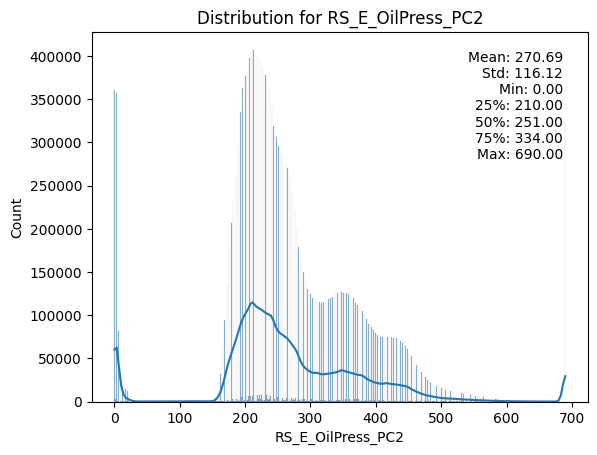 Distribution for RS_E_OilPress_PC2
Mean: 270.69
Std: 116.12
Min: 0.00
25%: 210.00
50%: 251.00
75%: 334.00
Max: 690.00
400000
350000
300000
250000
200000
150000
100000
50000
0
Count
0 100 200 300 400 500 600 700
RS_E_OilPress_PC2